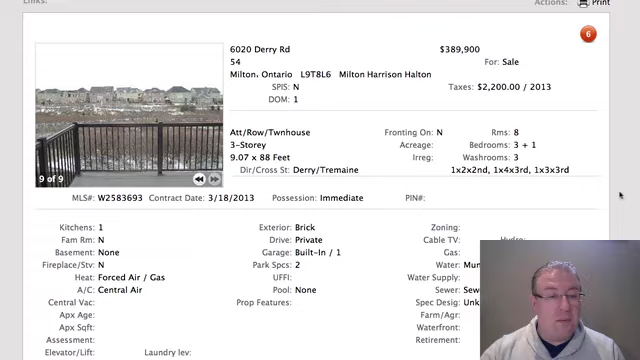 Links:
Actions: Print
6
6020 Derry Rd $389,900
54 For: Sale
Milton, Ontario L9T8L6 Milton Harrison Halton
SPIS: N Taxes: $2,200.00 / 2013
DOM: 1
Att/Row/Twnhouse Fronting On: N Rms: 8
3-Storey Acreage: Bedrooms: 3 + 1
9.07 x 88 Feet Irreg: Washrooms: 3
Dir/Cross St: Derry/Tremaine 1x2x2nd, 1x4x3rd, 1x3x3rd
9 of 9
MLS#: W2583693 Contract Date: 3/18/2013 Possession: Immediate PIN#:
Kitchens: 1 Exterior: Brick Zoning:
Fam Rm: N Drive: Private Cable TV: Hydro:
Basement: None Garage: Built-In / 1 Gas:
Fireplace/Stv: N Park Spcs: 2 Water: Mun
Heat: Forced Air / Gas UFFI: Water Supply:
A/C: Central Air Pool: None Sewer: Sew
Central Vac: Prop Features: Spec Desig: Unk
Apx Age: Farm/Agr:
Apx Sqft: Waterfront:
Assessment: Retirement:
Elevator/Lift: Laundry lev: